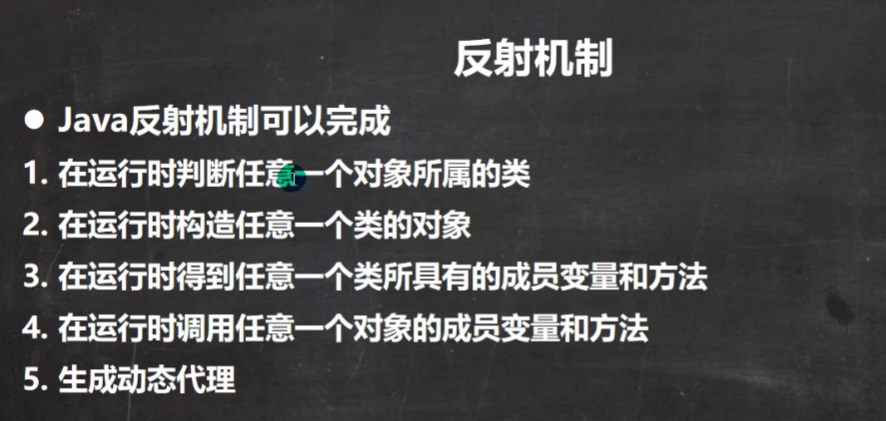 反射机制
● Java反射机制可以完成
1. 在运行时判断任意一个对象所属的类
2. 在运行时构造任意一个类的对象
3. 在运行时得到任意一个类所具有的成员变量和方法
4. 在运行时调用任意一个对象的成员变量和方法
5. 生成动态代理